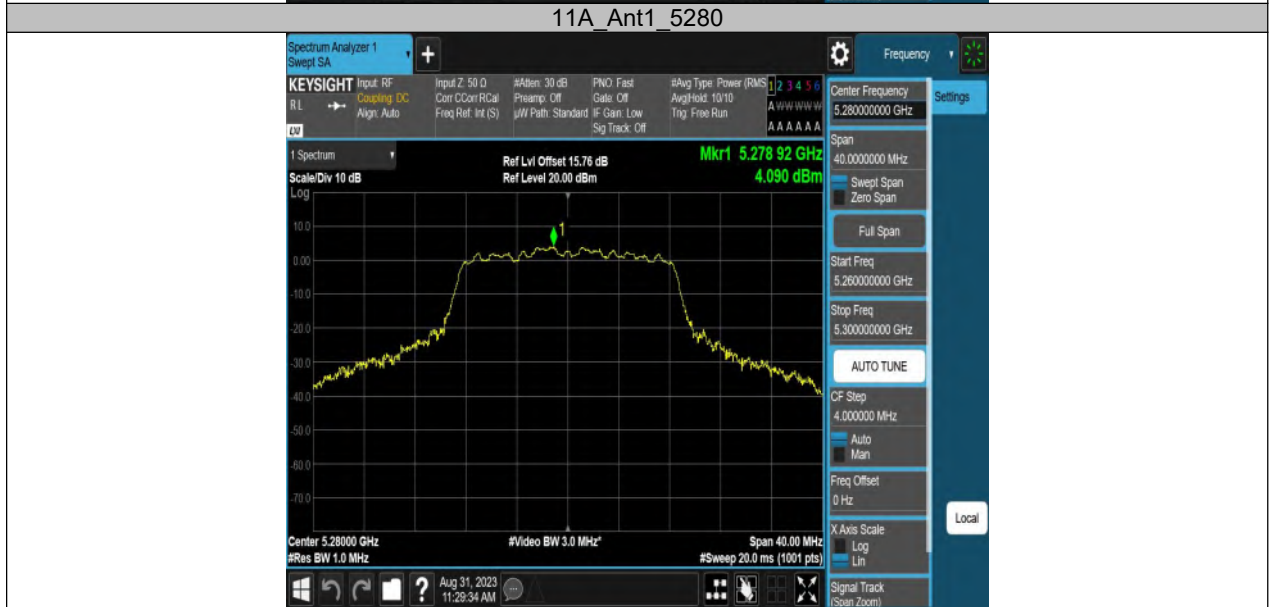 11A_Ant1_5280
Spectrum Analyzer 1
Swept SA
+
Frequency
KEYSIGHT
RL
LXI
Input: RF
Coupling: DC
Align: Auto
Input Z: 50 Ω
Corr CCorr RCal
Freq Ref: Int (S)
#Atten: 30 dB
Preamp: Off
µW Path: Standard
PNO: Fast
Gate: Off
IF Gain: Low
Sig Track: Off
#Avg Type: Power (RMS
Avg|Hold: 10/10
Trig: Free Run
1 2 3 4 5 6
A W W W W W
A A A A A A
Center Frequency
5.280000000 GHz
Settings
1 Spectrum
Scale/Div 10 dB
Ref Lvl Offset 15.76 dB
Ref Level 20.00 dBm
Mkr1 5.278 92 GHz
4.090 dBm
Span
40.0000000 MHz
Swept Span
Zero Span
Full Span
Start Freq
5.260000000 GHz
Stop Freq
5.300000000 GHz
AUTO TUNE
CF Step
4.000000 MHz
Auto
Man
Freq Offset
0 Hz
X Axis Scale
Log
Lin
Local
Signal Track
(Span Zoom)
Log
10.0
0.00
-10.0
-20.0
-30.0
-40.0
-50.0
-60.0
-70.0
1
Center 5.28000 GHz
#Res BW 1.0 MHz
#Video BW 3.0 MHz*
Span 40.00 MHz
#Sweep 20.0 ms (1001 pts)
?
Aug 31, 2023
11:29:34 AM